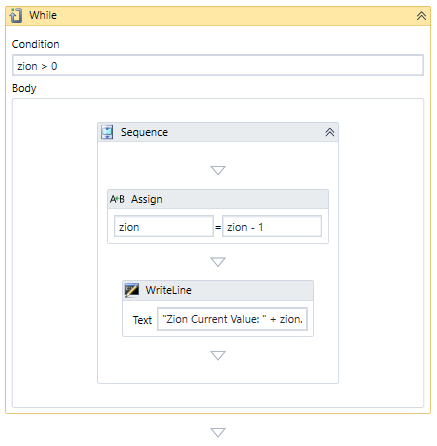 While
Condition
zion > 0
Body
Sequence
A+B Assign
zion = zion - 1
WriteLine
Text "Zion Current Value: " + zion.